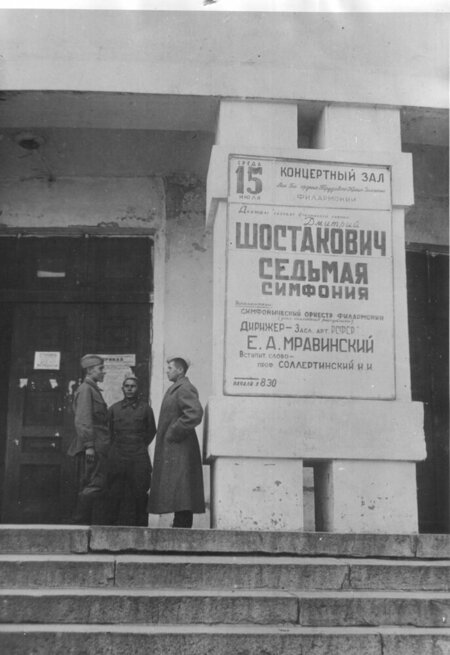 СРЕДА
15
ИЮЛЯ
КОНЦЕРТНЫЙ ЗАЛ
ФИЛАРМОНИИ
Дмитрий
ШОСТАКОВИЧ
СЕДЬМАЯ
СИМФОНИЯ
СИМФОНИЧЕСКИЙ ОРКЕСТР ФИЛАРМОНИИ
ДИРИЖЕР – ЗАСЛ. АРТ. РСФСР
Е. А. МРАВИНСКИЙ
ВСТУПИТ. СЛОВО –
ПРОФ. СОЛЛЕРТИНСКИЙ И. И.
НАЧАЛО в 8 30